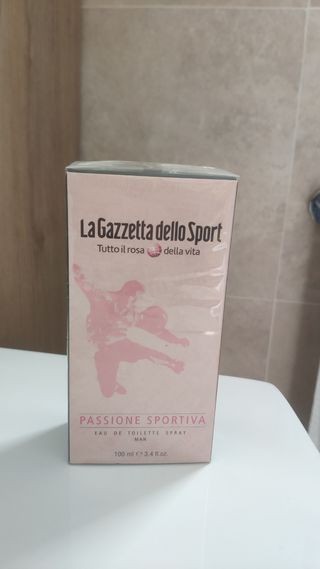 La Gazzetta dello Sport
Tutto il rosa della vita
PASSIONE SPORTIVA
EAU DE TOILETTE SPRAY
MAN
100 ml ℮ 3.4 fl.oz.